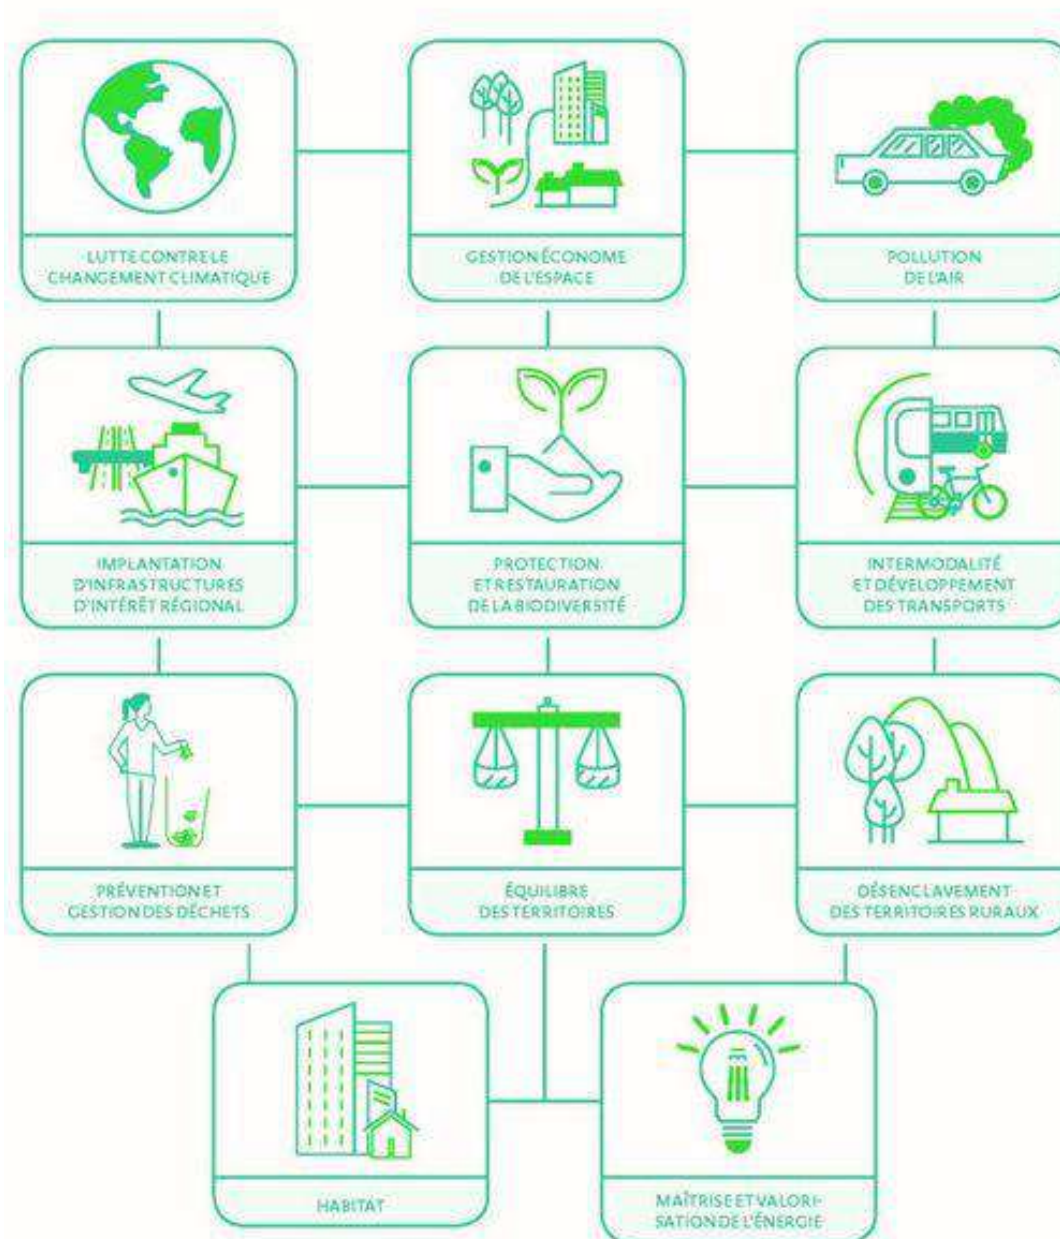 LUTTE CONTRE LE
CHANGEMENT CLIMATIQUE
GESTION ÉCONOME
DE L'ESPACE
POLLUTION
DE L'AIR
IMPLANTATION
D'INFRASTRUCTURES
D'INTÉRÊT RÉGIONAL
PROTECTION
ET RESTAURATION
DE LA BIODIVERSITÉ
INTERMODALITÉ
ET DÉVELOPPEMENT
DES TRANSPORTS
PRÉVENTION ET
GESTION DES DÉCHETS
ÉQUILIBRE
DES TERRITOIRES
DÉSENCLAVEMENT
DES TERRITOIRES RURAUX
HABITAT
MAÎTRISE ET VALORI-
SATION DE L'ÉNERGIE